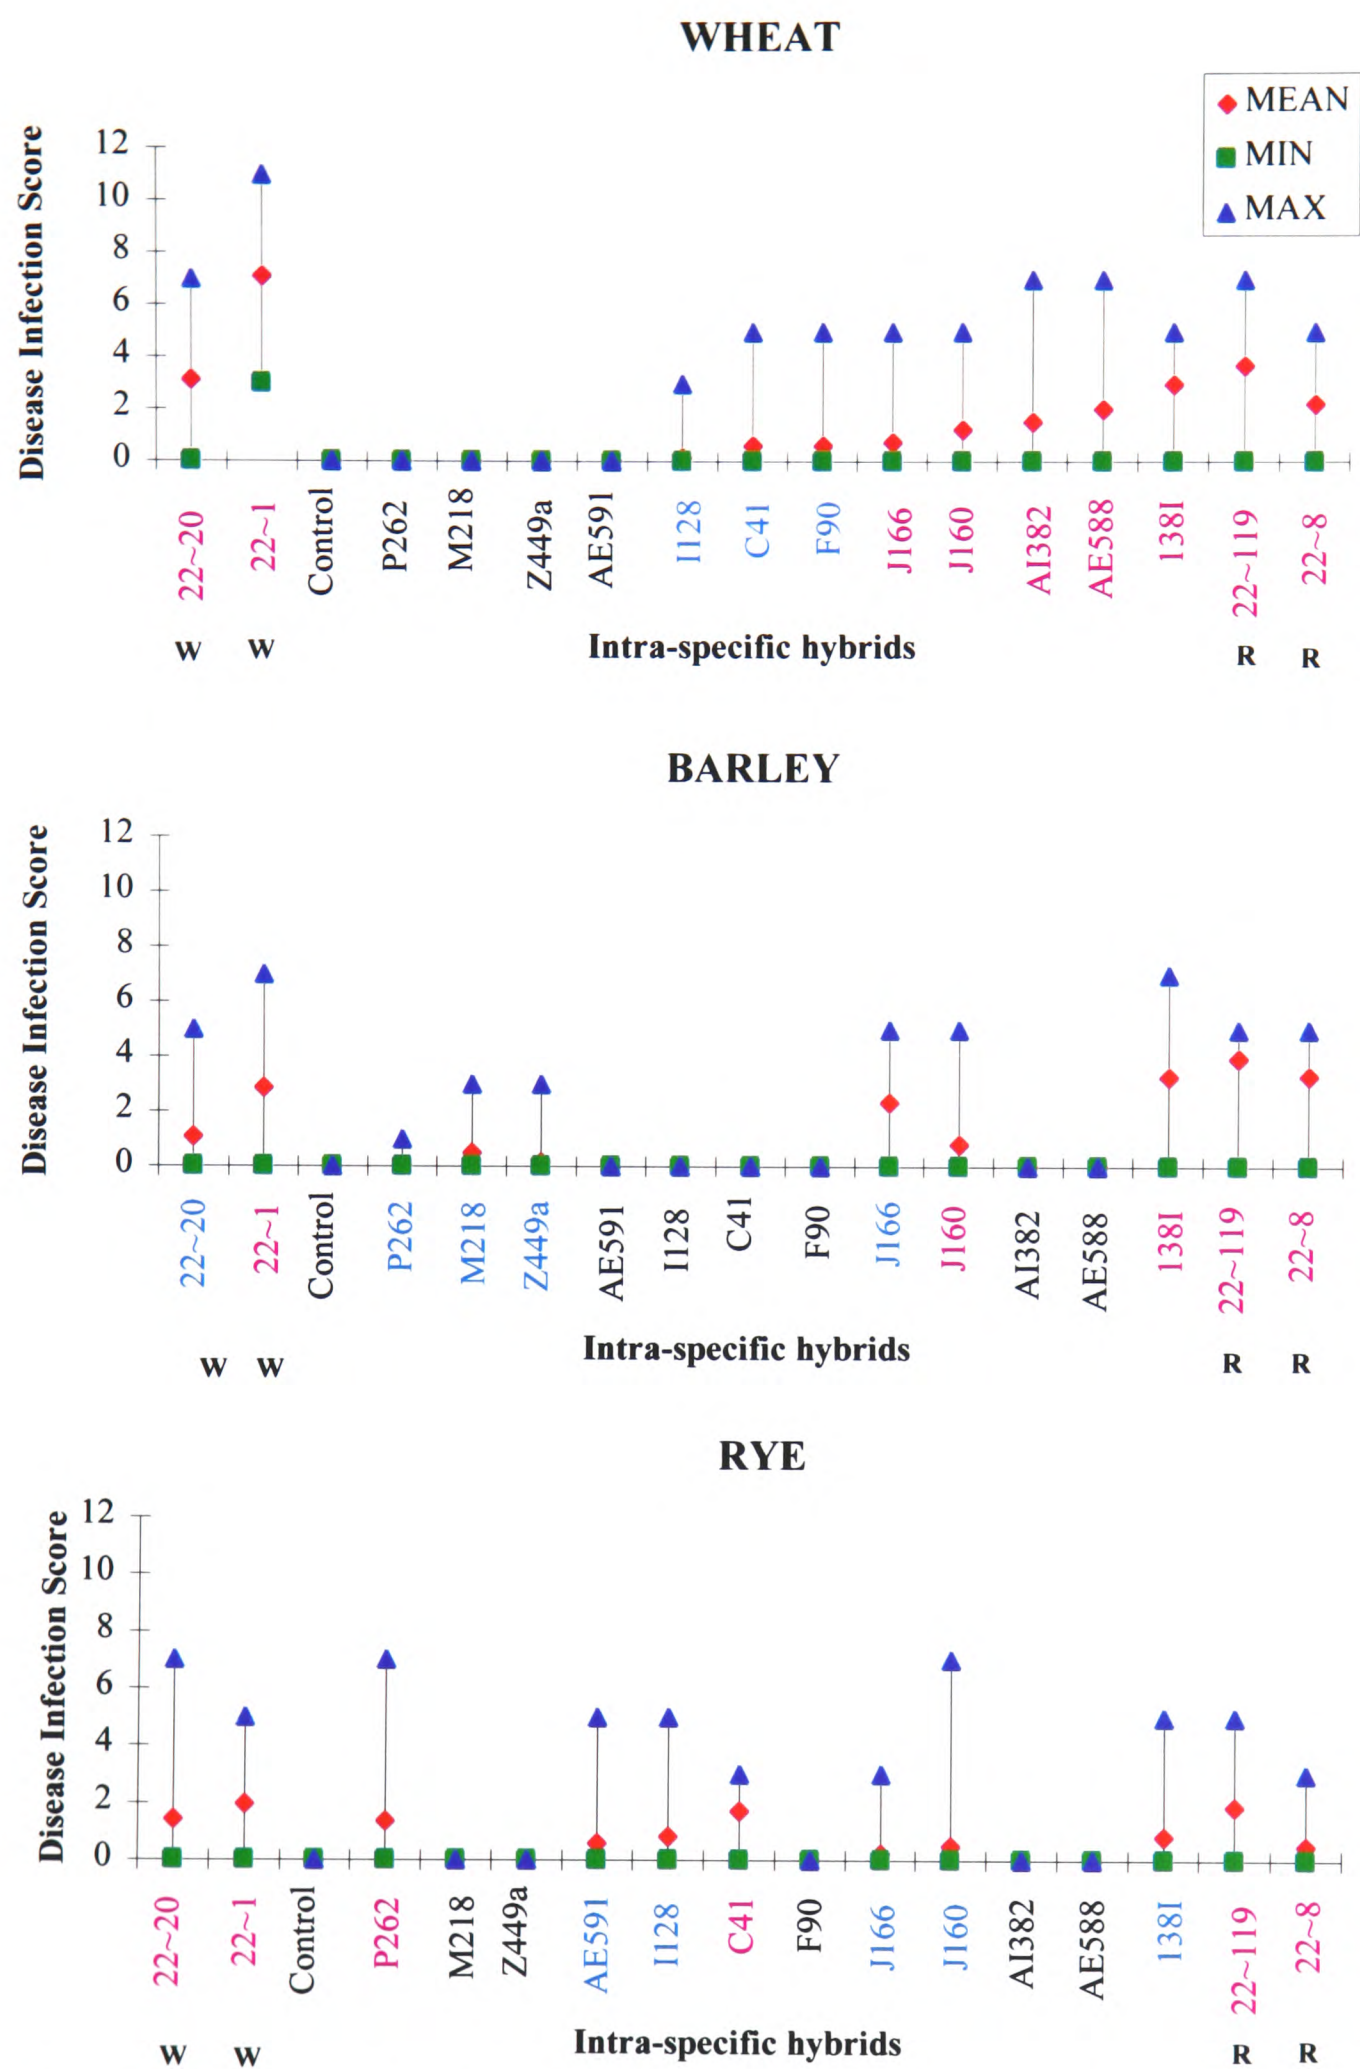 WHEAT
MEAN
MIN
MAX
Disease Infection Score
12
10
8
6
4
2
0
22~20 22~1 Control P262 M218 Z449a AE591 I128 C41 F90 J166 J160 AI382 AE588 138I 22~119 22~8
W W Intra-specific hybrids R R
BARLEY
Disease Infection Score
12
10
8
6
4
2
0
22~20 22~1 Control P262 M218 Z449a AE591 I128 C41 F90 J166 J160 AI382 AE588 138I 22~119 22~8
W W Intra-specific hybrids R R
RYE
Disease Infection Score
12
10
8
6
4
2
0
22~20 22~1 Control P262 M218 Z449a AE591 I128 C41 F90 J166 J160 AI382 AE588 138I 22~119 22~8
W W Intra-specific hybrids R R